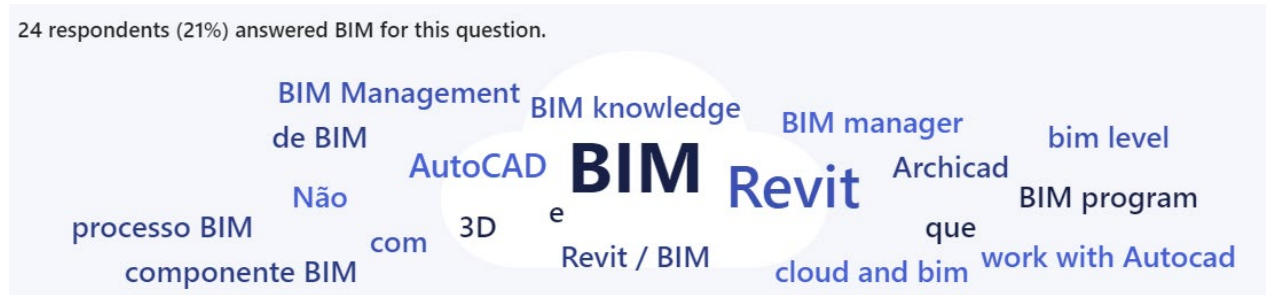 24 respondents (21%) answered BIM for this question.
BIM Management
BIM knowledge
BIM manager
bim level
de BIM
AutoCAD
BIM
Revit
Archicad
BIM program
Não
processo BIM
com
3D
e
Revit / BIM
que
work with Autocad
componente BIM
cloud and bim